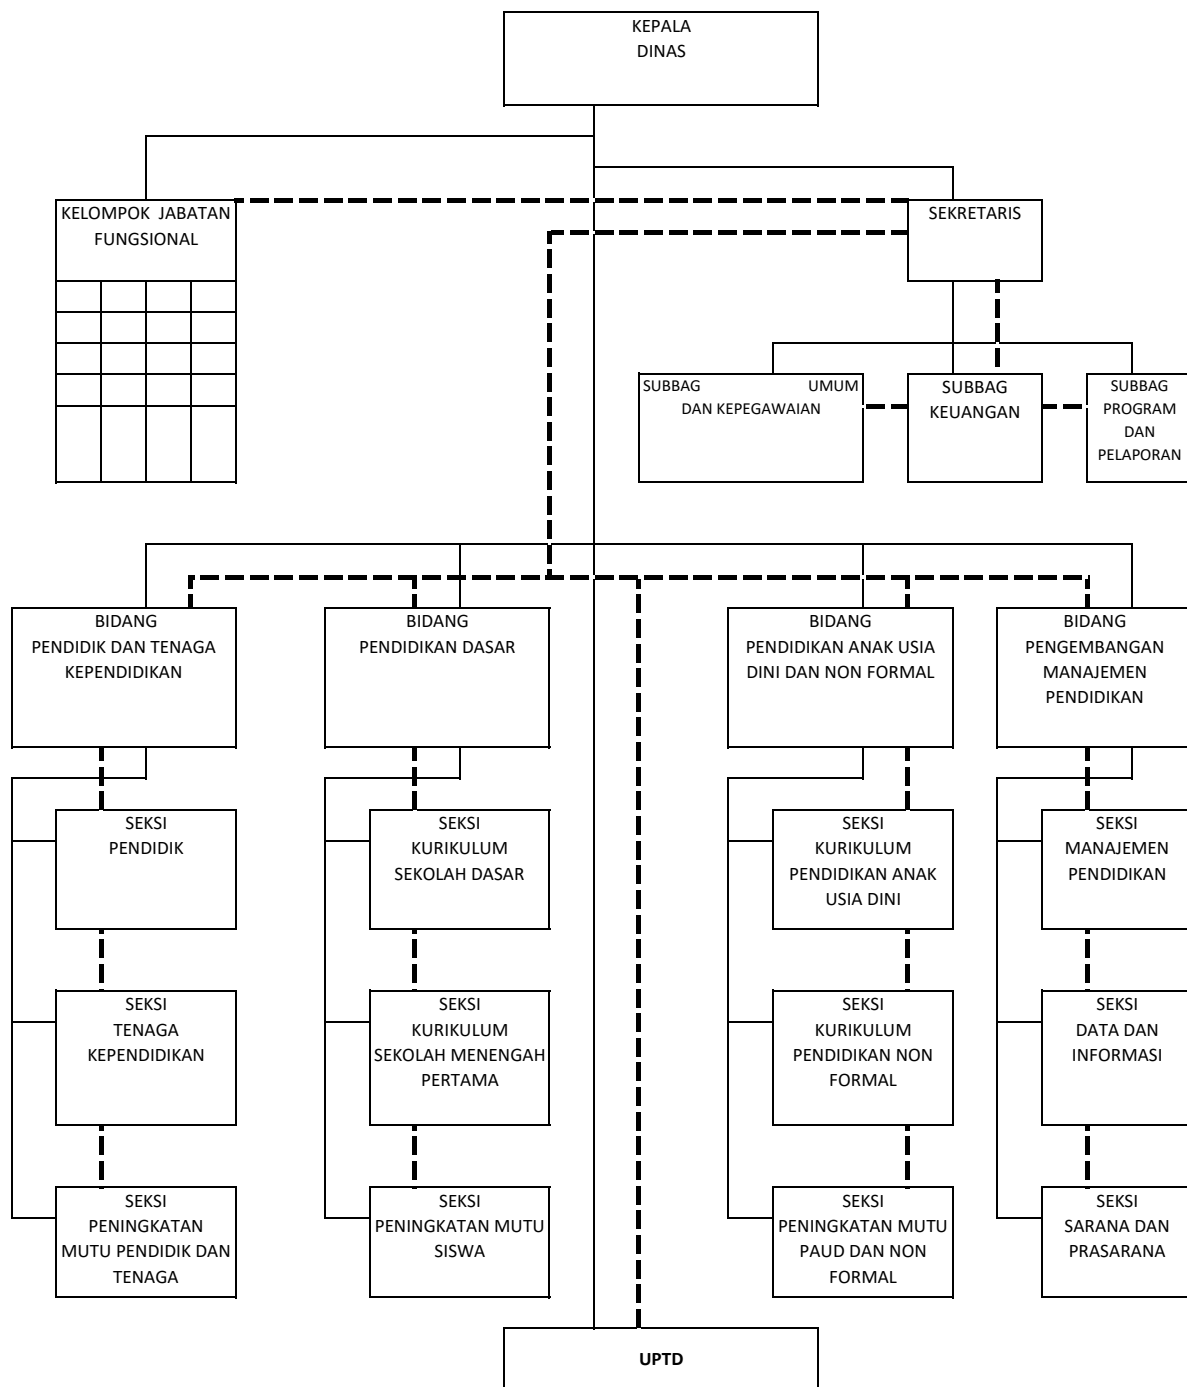 KEPALA
DINAS
KELOMPOK JABATAN
FUNGSIONAL
SEKRETARIS
SUBBAG UMUM
DAN KEPEGAWAIAN
SUBBAG
KEUANGAN
SUBBAG
PROGRAM
DAN
PELAPORAN
BIDANG
PENDIDIK DAN TENAGA
KEPENDIDIKAN
BIDANG
PENDIDIKAN DASAR
BIDANG
PENDIDIKAN ANAK USIA
DINI DAN NON FORMAL
BIDANG
PENGEMBANGAN
MANAJEMEN
PENDIDIKAN
SEKSI
PENDIDIK
SEKSI
KURIKULUM
SEKOLAH DASAR
SEKSI
KURIKULUM
PENDIDIKAN ANAK
USIA DINI
SEKSI
MANAJEMEN
PENDIDIKAN
SEKSI
TENAGA
KEPENDIDIKAN
SEKSI
KURIKULUM
SEKOLAH MENENGAH
PERTAMA
SEKSI
KURIKULUM
PENDIDIKAN NON
FORMAL
SEKSI
DATA DAN
INFORMASI
SEKSI
PENINGKATAN
MUTU PENDIDIK DAN
TENAGA
SEKSI
PENINGKATAN MUTU
SISWA
SEKSI
PENINGKATAN MUTU
PAUD DAN NON
FORMAL
SEKSI
SARANA DAN
PRASARANA
UPTD